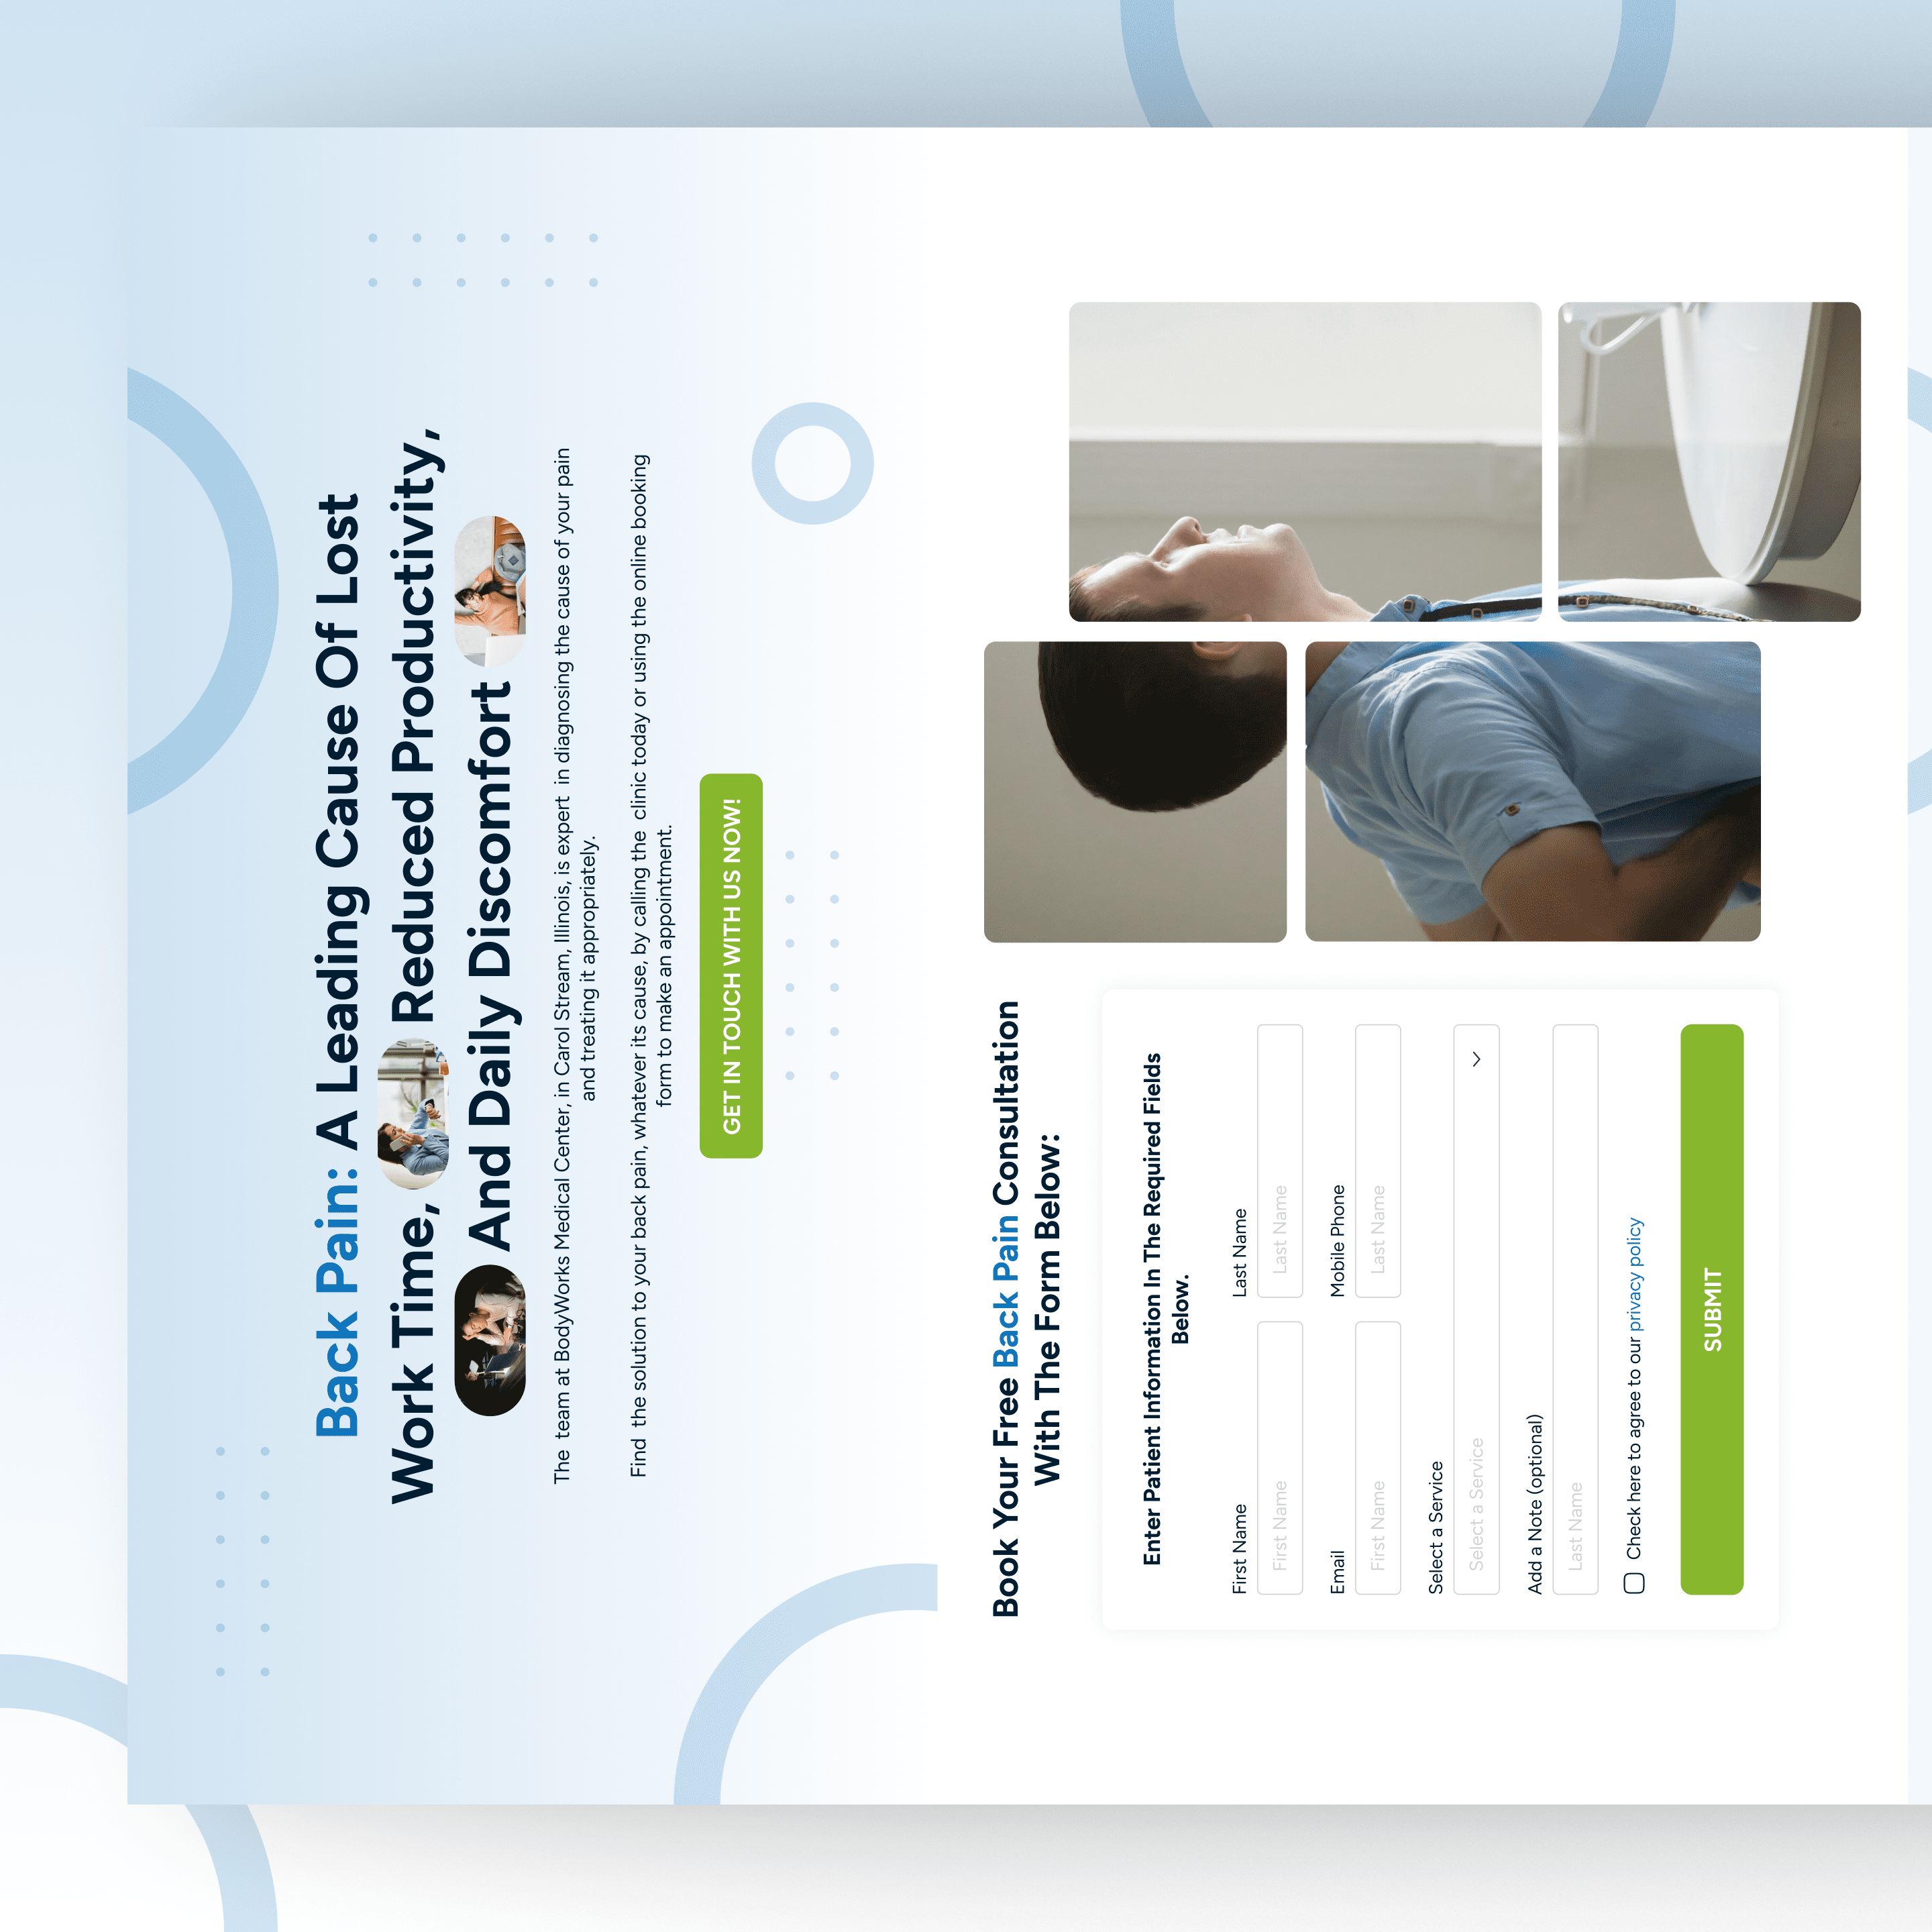 Back Pain: A Leading Cause Of Lost
Work Time, Reduced Productivity,
And Daily Discomfort
The team at BodyWorks Medical Center, in Carol Stream, Illinois, is expert in diagnosing the cause of your pain
and treating it appropriately.
Find the solution to your back pain, whatever its cause, by calling the clinic today or using the online booking
form to make an appointment.
GET IN TOUCH WITH US NOW!
Book Your Free Back Pain Consultation
With The Form Below:
Enter Patient Information In The Required Fields
Below.
First Name
Last Name
First Name
Last Name
Email
Mobile Phone
First Name
Last Name
Select a Service
Select a Service
Add a Note (optional)
Last Name
Check here to agree to our privacy policy
SUBMIT